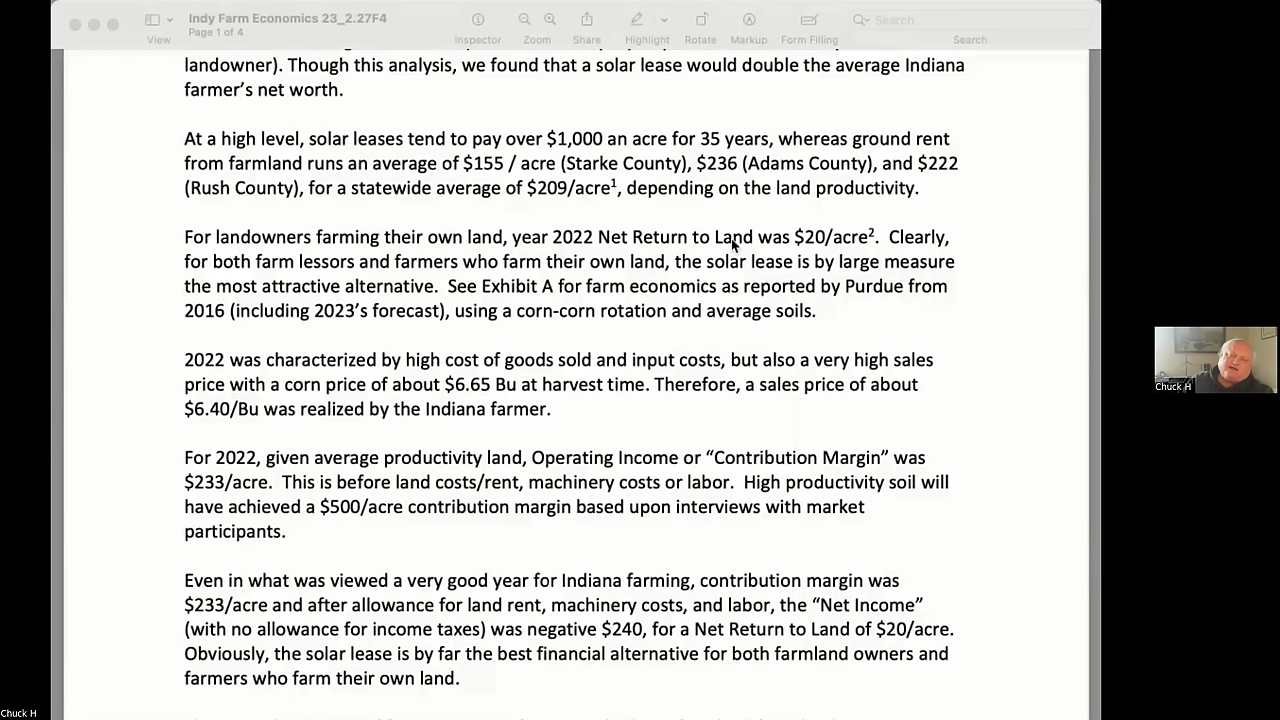 Indy Farm Economics 23_2.27F4
Page 1 of 4
View
Inspector
Zoom
Share
Highlight
Rotate
Markup
Form Filling
Search
Search
landowner). Though this analysis, we found that a solar lease would double the average Indiana
farmer’s net worth.
At a high level, solar leases tend to pay over $1,000 an acre for 35 years, whereas ground rent
from farmland runs an average of $155 / acre (Starke County), $236 (Adams County), and $222
(Rush County), for a statewide average of $209/acre¹, depending on the land productivity.
For landowners farming their own land, year 2022 Net Return to Land was $20/acre². Clearly,
for both farm lessors and farmers who farm their own land, the solar lease is by large measure
the most attractive alternative. See Exhibit A for farm economics as reported by Purdue from
2016 (including 2023’s forecast), using a corn-corn rotation and average soils.
2022 was characterized by high cost of goods sold and input costs, but also a very high sales
price with a corn price of about $6.65 Bu at harvest time. Therefore, a sales price of about
$6.40/Bu was realized by the Indiana farmer.
For 2022, given average productivity land, Operating Income or “Contribution Margin” was
$233/acre. This is before land costs/rent, machinery costs or labor. High productivity soil will
have achieved a $500/acre contribution margin based upon interviews with market
participants.
Even in what was viewed a very good year for Indiana farming, contribution margin was
$233/acre and after allowance for land rent, machinery costs, and labor, the “Net Income”
(with no allowance for income taxes) was negative $240, for a Net Return to Land of $20/acre.
Obviously, the solar lease is by far the best financial alternative for both farmland owners and
farmers who farm their own land.
Chuck H
Chuck H